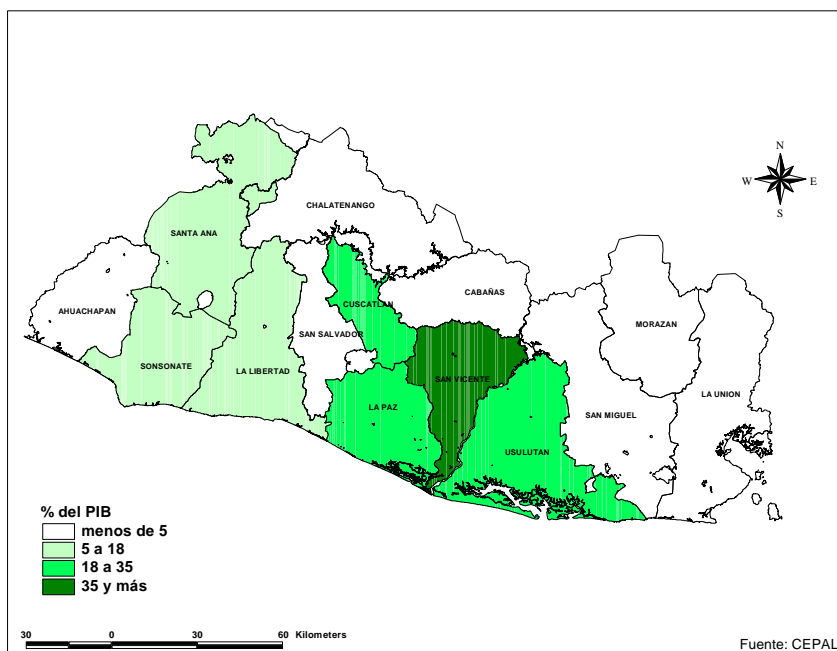 N
W E
S
CHALATENANGO
SANTA ANA
CABAÑAS
AHUACHAPAN
CUSCATLAN
SAN SALVADOR
MORAZAN
SONSONATE
LA LIBERTAD
SAN VICENTE
LA PAZ
LA UNION
SAN MIGUEL
USULUTAN
% del PIB
menos de 5
5 a 18
18 a 35
35 y más
30 0 30 60 Kilometers
Fuente: CEPAL